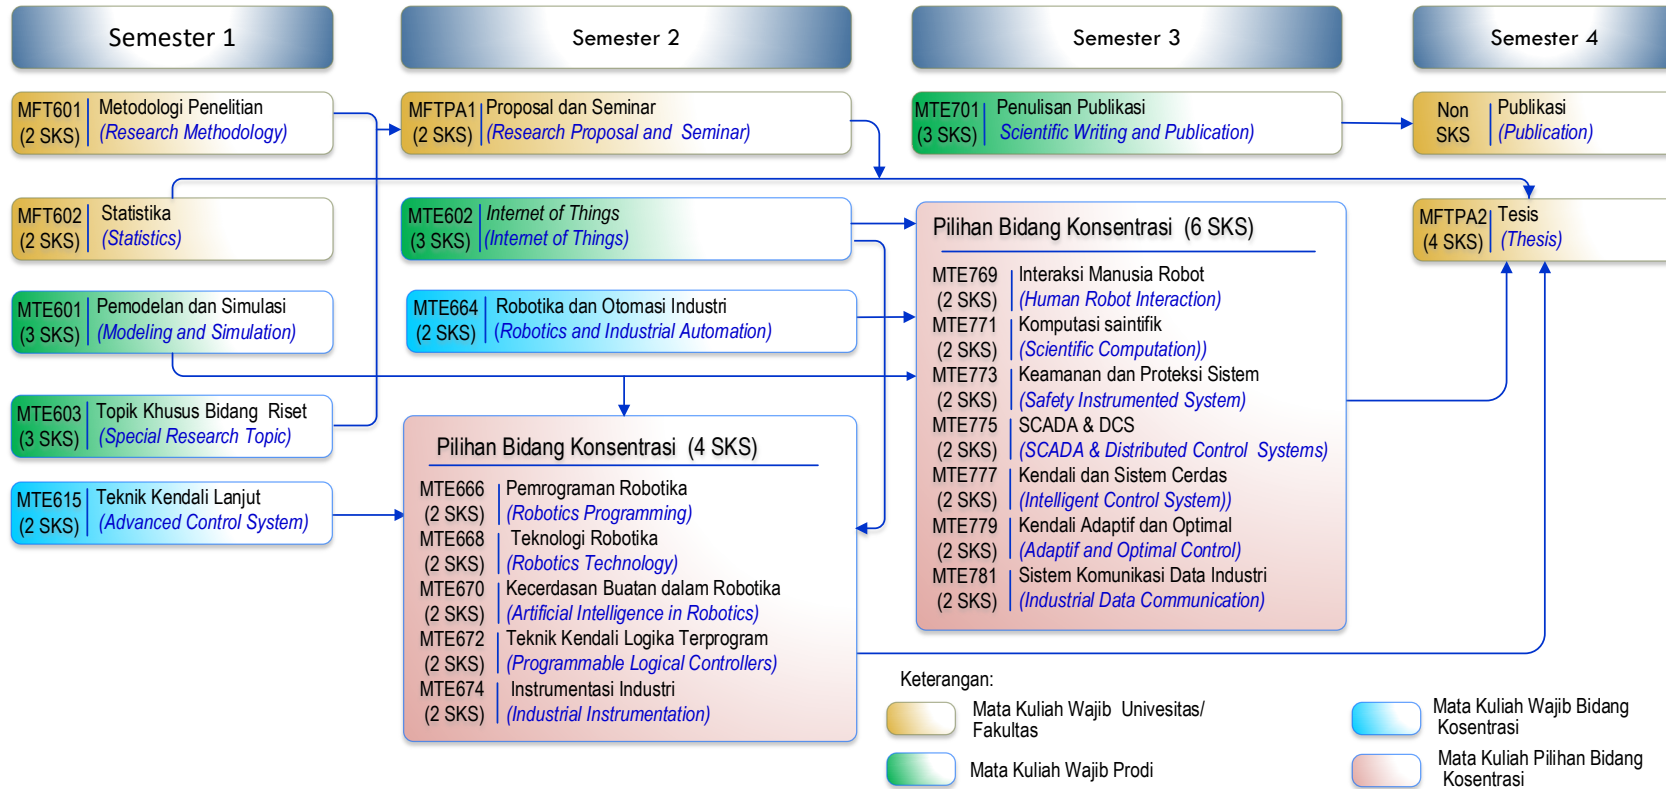 Semester 1
Semester 2
Semester 3
Semester 4
MFT601
(2 SKS)
Metodologi Penelitian
(Research Methodology)
MFTPA1
(2 SKS)
Proposal dan Seminar
(Research Proposal and Seminar)
MTE701
(3 SKS)
Penulisan Publikasi
Scientific Writing and Publication)
Non
SKS
Publikasi
(Publication)
MFT602
(2 SKS)
Statistika
(Statistics)
MTE602
(3 SKS)
Internet of Things
(Internet of Things)
MFTPA2
(4 SKS)
Tesis
(Thesis)
MTE601
(3 SKS)
Pemodelan dan Simulasi
(Modeling and Simulation)
MTE664
(2 SKS)
Robotika dan Otomasi Industri
(Robotics and Industrial Automation)
MTE603
(3 SKS)
Topik Khusus Bidang Riset
(Special Research Topic)
MTE615
(2 SKS)
Teknik Kendali Lanjut
(Advanced Control System)
Pilihan Bidang Konsentrasi (4 SKS)
MTE666
(2 SKS)
Pemrograman Robotika
(Robotics Programming)
MTE668
(2 SKS)
Teknologi Robotika
(Robotics Technology)
MTE670
(2 SKS)
Kecerdasan Buatan dalam Robotika
(Artificial Intelligence in Robotics)
MTE672
(2 SKS)
Teknik Kendali Logika Terprogram
(Programmable Logical Controllers)
MTE674
(2 SKS)
Instrumentasi Industri
(Industrial Instrumentation)
Pilihan Bidang Konsentrasi (6 SKS)
MTE769
(2 SKS)
Interaksi Manusia Robot
(Human Robot Interaction)
MTE771
(2 SKS)
Komputasi saintifik
(Scientific Computation))
MTE773
(2 SKS)
Keamanan dan Proteksi Sistem
(Safety Instrumented System)
MTE775
(2 SKS)
SCADA & DCS
(SCADA & Distributed Control Systems)
MTE777
(2 SKS)
Kendali dan Sistem Cerdas
(Intelligent Control System))
MTE779
(2 SKS)
Kendali Adaptif dan Optimal
(Adaptif and Optimal Control)
MTE781
(2 SKS)
Sistem Komunikasi Data Industri
(Industrial Data Communication)
Keterangan:
Mata Kuliah Wajib Univesitas/
Fakultas
Mata Kuliah Wajib Prodi
Mata Kuliah Wajib Bidang
Kosentrasi
Mata Kuliah Pilihan Bidang
Kosentrasi